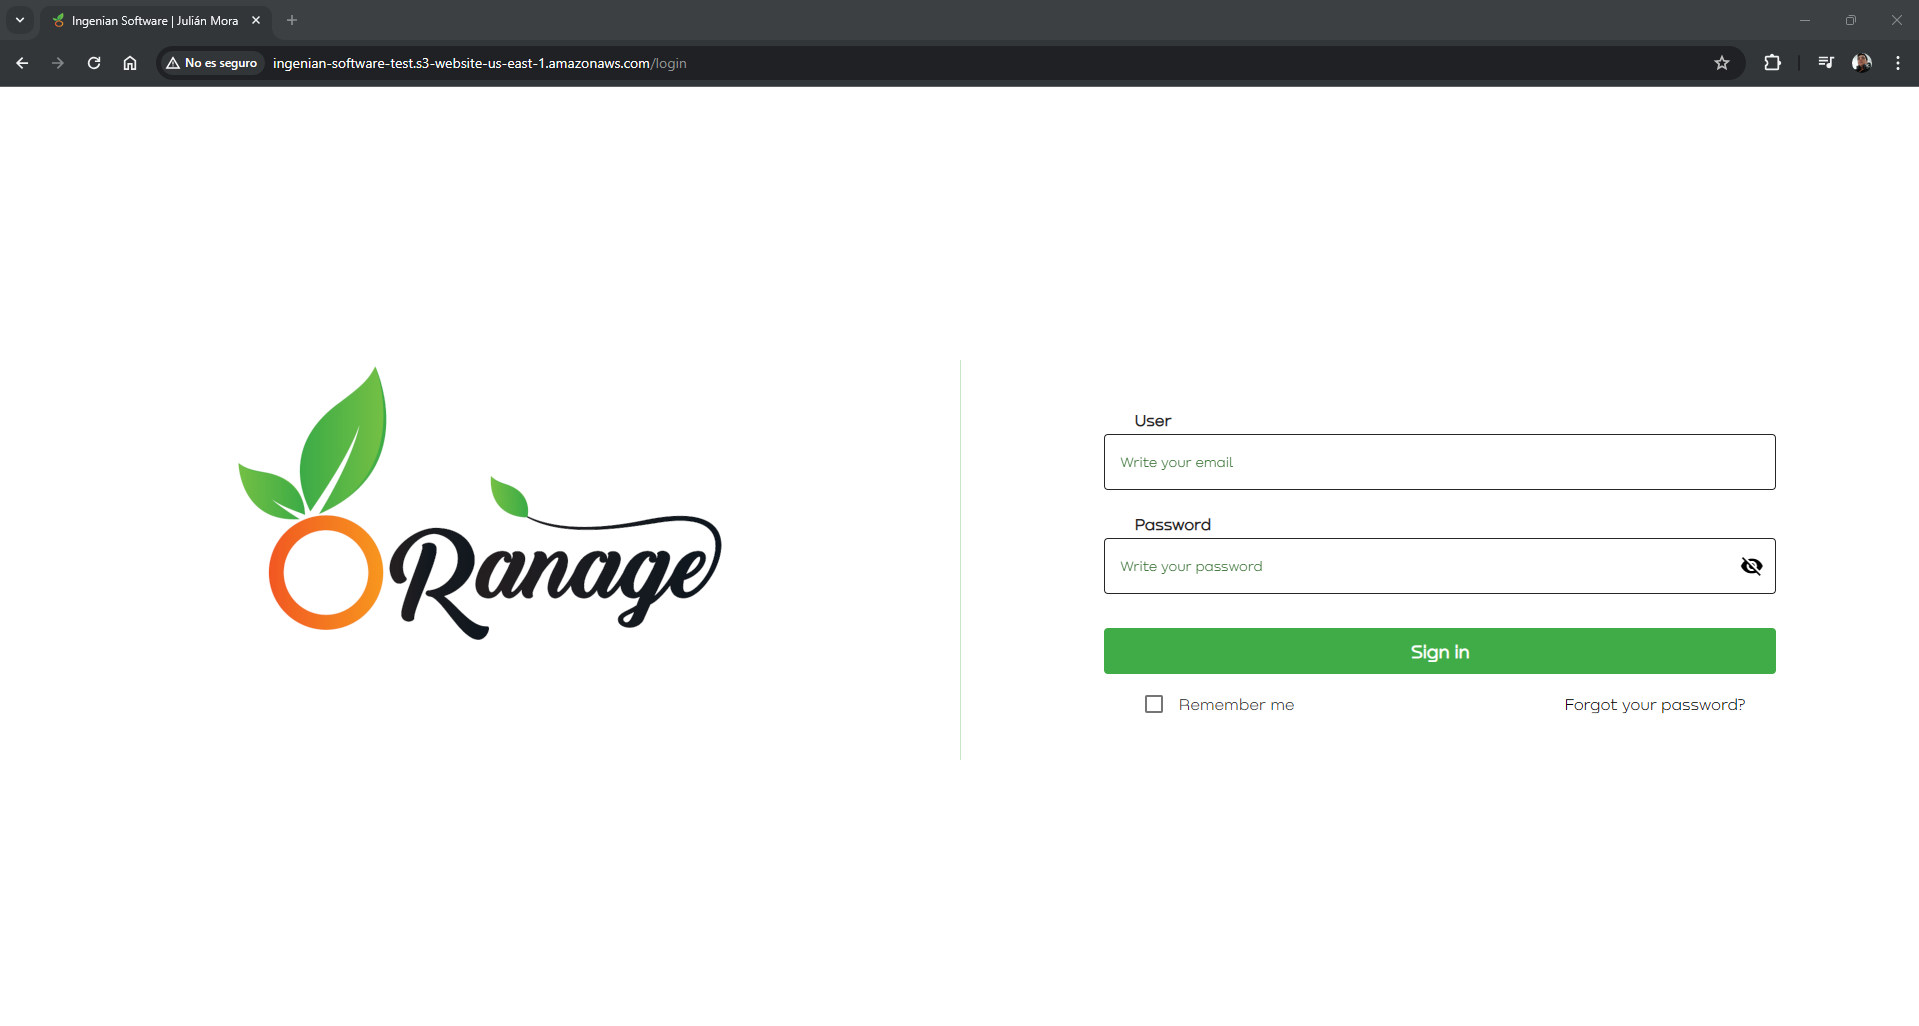 Ingenian Software | Julián Mora
No es seguro
ingenian-software-test.s3-website-us-east-1.amazonaws.com/login
ORanage
User
Write your email
Password
Write your password
Sign in
Remember me
Forgot your password?